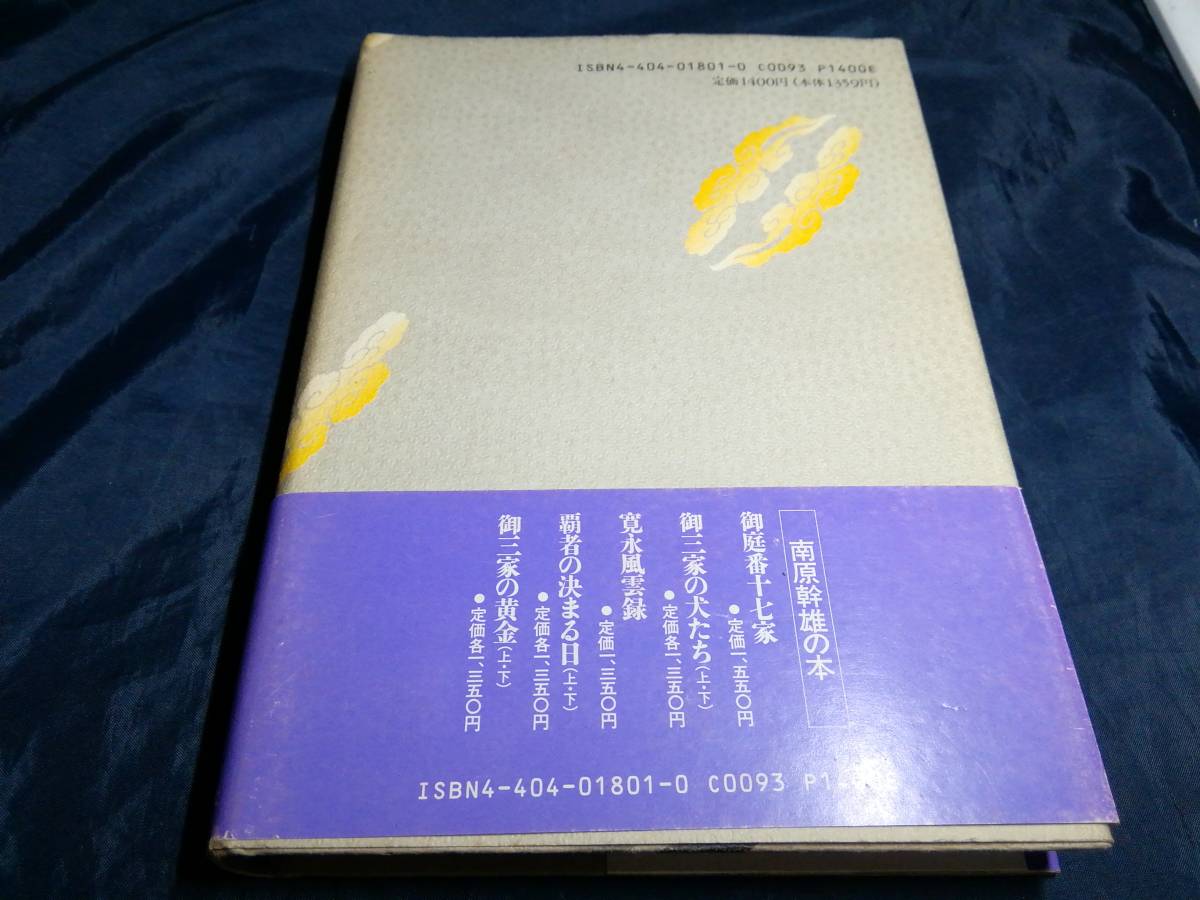 ISBN4-404-01801-0 C0093 P1400E
定価1400円(本体1359円)
南原幹雄の本
御庭番十七家
●定価一、五五〇円
御三家の犬たち(上・下)
●定価各一、三五〇円
寛永風雲録
●定価一、三五〇円
覇者の決まる日(上・下)
●定価各一、三五〇円
御三家の黄金(上・下)
●定価各一、三五〇円
ISBN4-404-01801-0 C0093